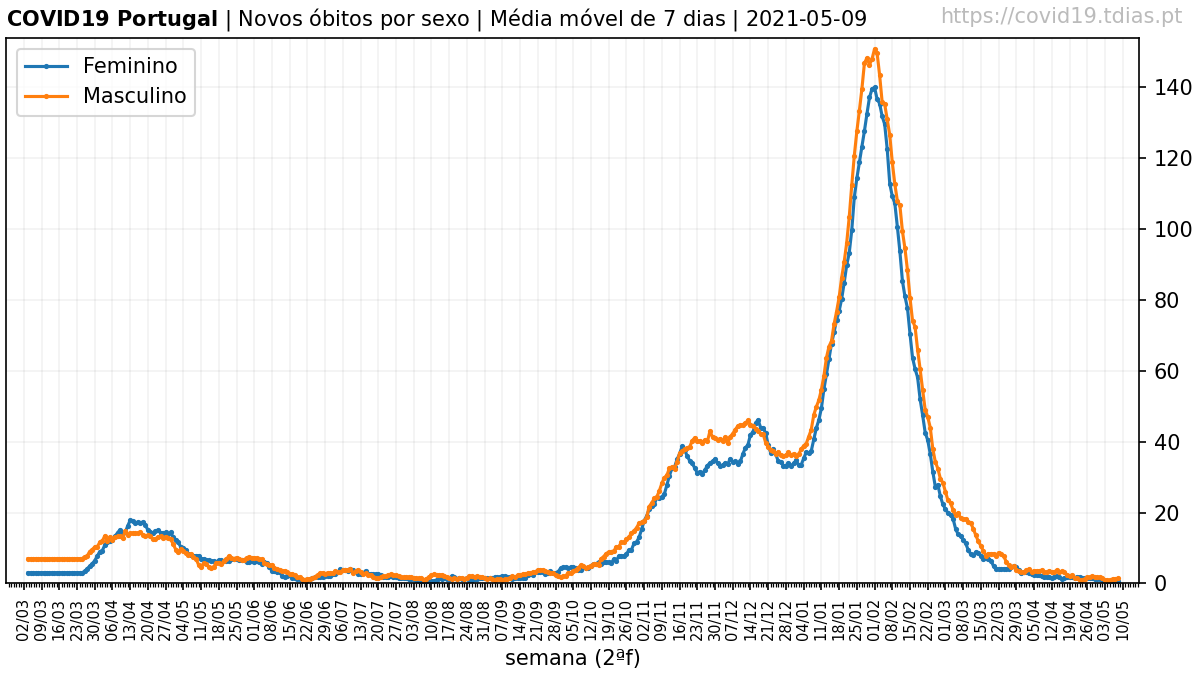 COVID19 Portugal | Novos óbitos por sexo | Média móvel de 7 dias | 2021-05-09
https://covid19.tdias.pt
Feminino
Masculino
140
120
100
80
60
40
20
0
02/03 9/03 16/03 23/03 30/03 06/04 13/04 20/04 27/04 04/05 11/05 18/05 25/05 01/06 08/06 15/06 22/06 29/06 06/07 13/07 20/07 27/07 03/08 10/08 17/08 24/08 31/08 07/09 14/09 21/09 28/09 05/10 12/10 19/10 26/10 02/11 09/11 16/11 23/11 30/11 07/12 14/12 21/12 28/12 04/01 11/01 18/01 25/01 01/02 08/02 15/02 22/02 01/03 08/03 15/03 22/03 29/03 05/04 12/04 19/04 26/04 03/05 10/05
semana (2ªf)